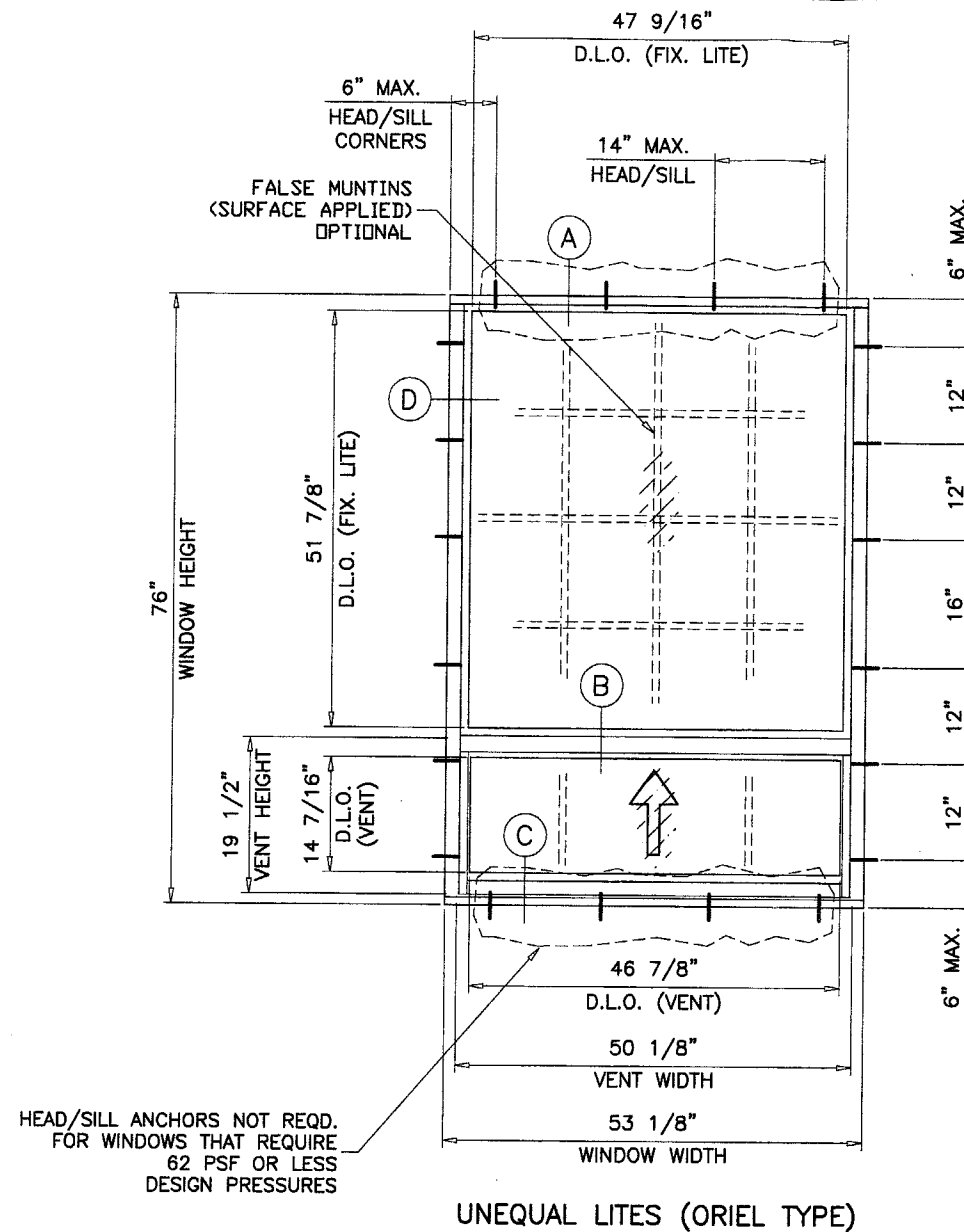 47 9/16"
D.L.O. (FIX. LITE)
6" MAX.
HEAD/SILL
CORNERS
14" MAX.
HEAD/SILL
FALSE MUNTINS
(SURFACE APPLIED)
OPTIONAL
A
6" MAX.
D
12"
12"
16"
12"
12"
6" MAX.
76"
WINDOW HEIGHT
51 7/8"
D.L.O. (FIX. LITE)
B
19 1/2"
VENT HEIGHT
14 7/16"
D.L.O.
(VENT)
C
46 7/8"
D.L.O. (VENT)
50 1/8"
VENT WIDTH
53 1/8"
WINDOW WIDTH
HEAD/SILL ANCHORS NOT REQD.
FOR WINDOWS THAT REQUIRE
62 PSF OR LESS
DESIGN PRESSURES
UNEQUAL LITES (ORIEL TYPE)